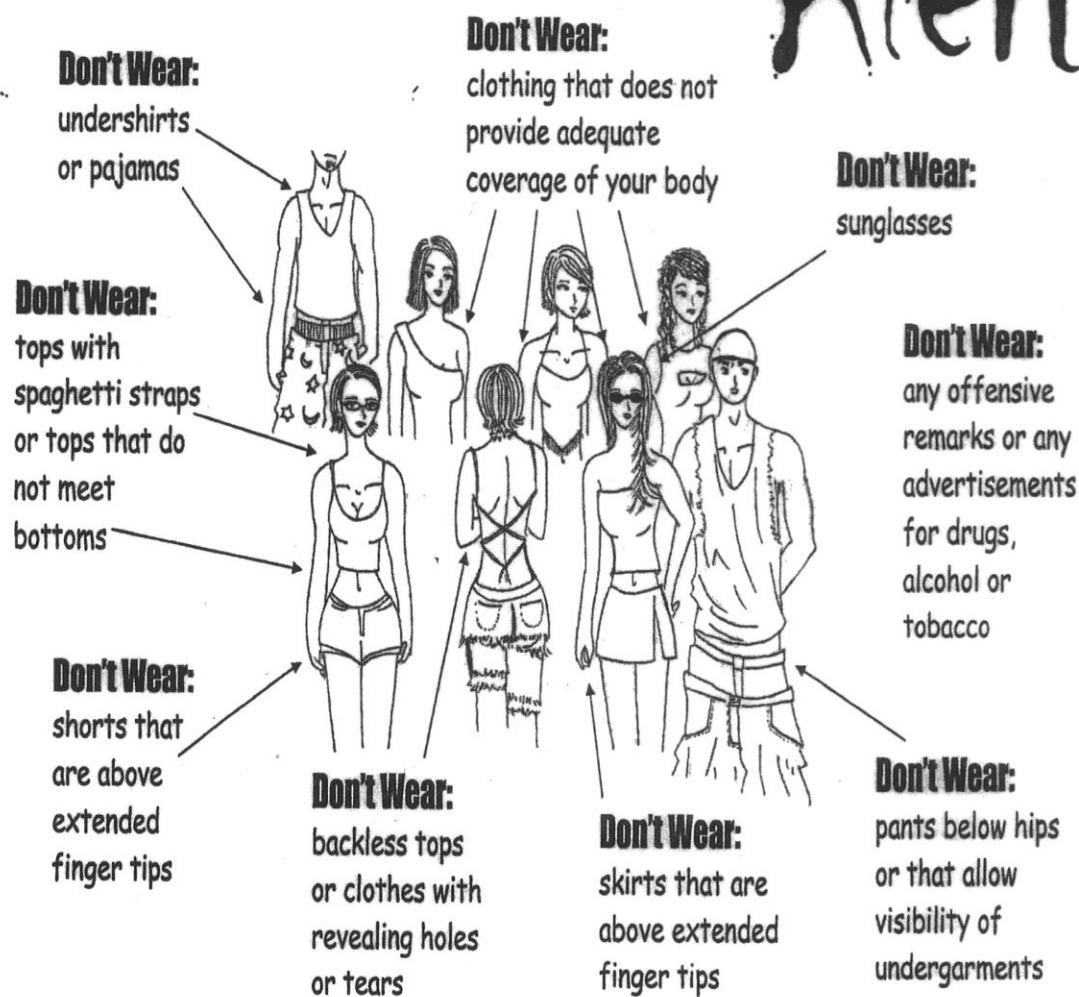 Don't Wear:
undershirts
or pajamas
Don't Wear:
clothing that does not
provide adequate
coverage of your body
Don't Wear:
sunglasses
Don't Wear:
tops with
spaghetti straps
or tops that do
not meet
bottoms
Don't Wear:
any offensive
remarks or any
advertisements
for drugs,
alcohol or
tobacco
Don't Wear:
shorts that
are above
extended
finger tips
Don't Wear:
backless tops
or clothes with
revealing holes
or tears
Don't Wear:
skirts that are
above extended
finger tips
Don't Wear:
pants below hips
or that allow
visibility of
undergarments